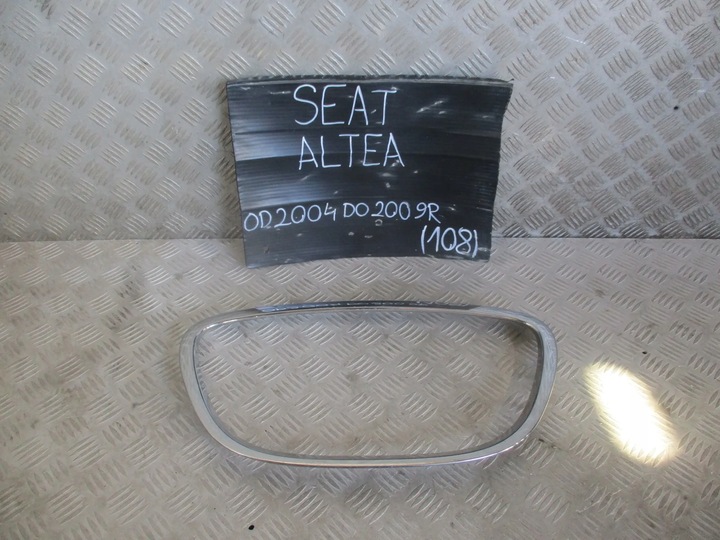 SEAT
ALTEA
OD 2004 DO 2009R
(108)